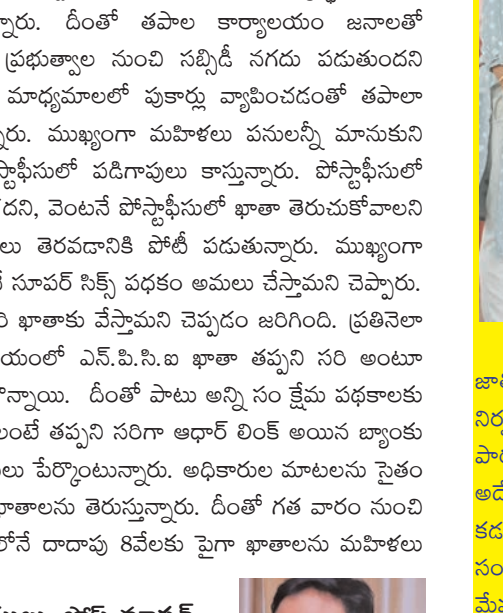 న్నారు. దీంతో తపాల కార్యాలయం జనాలతో
ప్రభుత్వాల నుంచి సబ్సిడీ నగదు పడుతుందని
మాధ్యమాలలో పుకార్లు వ్యాపించడంతో తపాలా
ముఖ్యంగా మహిళలు పనులన్నీ మానుకుని
పడిగాపులు కాస్తున్నారు. పోస్టాఫీసులో
వెంటనే పోస్టాఫీసులో ఖాతా తెరుచుకోవాలని
తెరవడానికి పోటీ పడుతున్నారు. ముఖ్యంగా
సూపర్ సిక్స్ పధకం అమలు చేస్తామని చెప్పారు.
ఖాతాకు వేస్తామని చెప్పడం జరిగింది. ప్రతినెలా
ఎన్.పి.సి.ఐ ఖాతా తప్పని సరి అంటూ
దీంతో పాటు అన్ని సం క్షేమ పథకాలకు
తప్పని సరిగా ఆధార్ లింక్ అయిన బ్యాంకు
పేర్కొంటున్నారు. అధికారుల మాటలను సైతం
ఖాతాలను తెరుస్తున్నారు. దీంతో గత వారం నుంచి
దాదాపు 8వేలకు పైగా ఖాతాలను మహిళలు